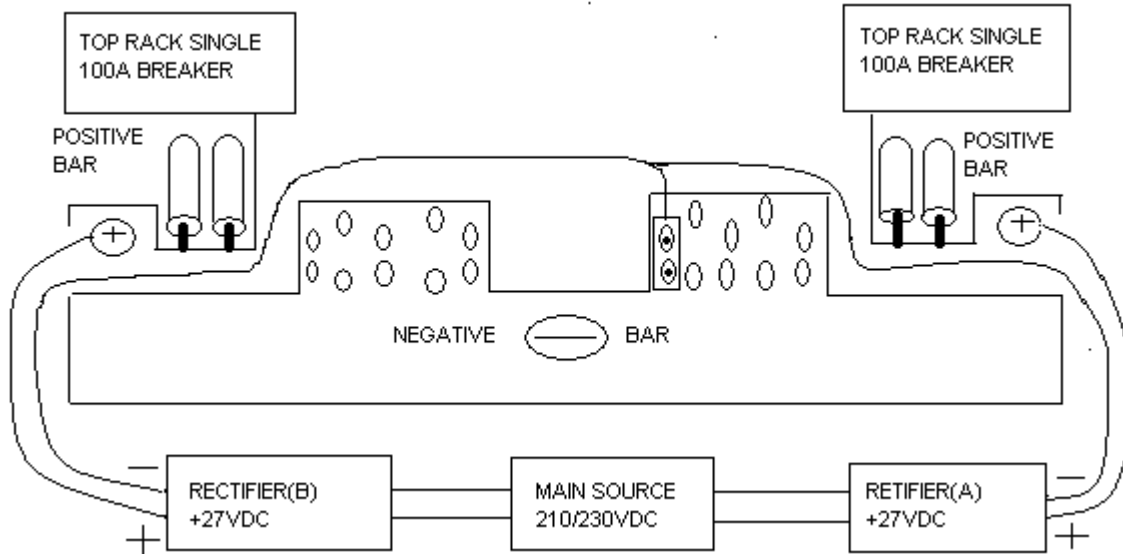 TOP RACK SINGLE
100A BREAKER
TOP RACK SINGLE
100A BREAKER
POSITIVE
BAR
POSITIVE
BAR
+
+
NEGATIVE — BAR
—
+
RECTIFIER(B)
+27VDC
MAIN SOURCE
210/230VDC
RETIFIER(A)
+27VDC
—
+